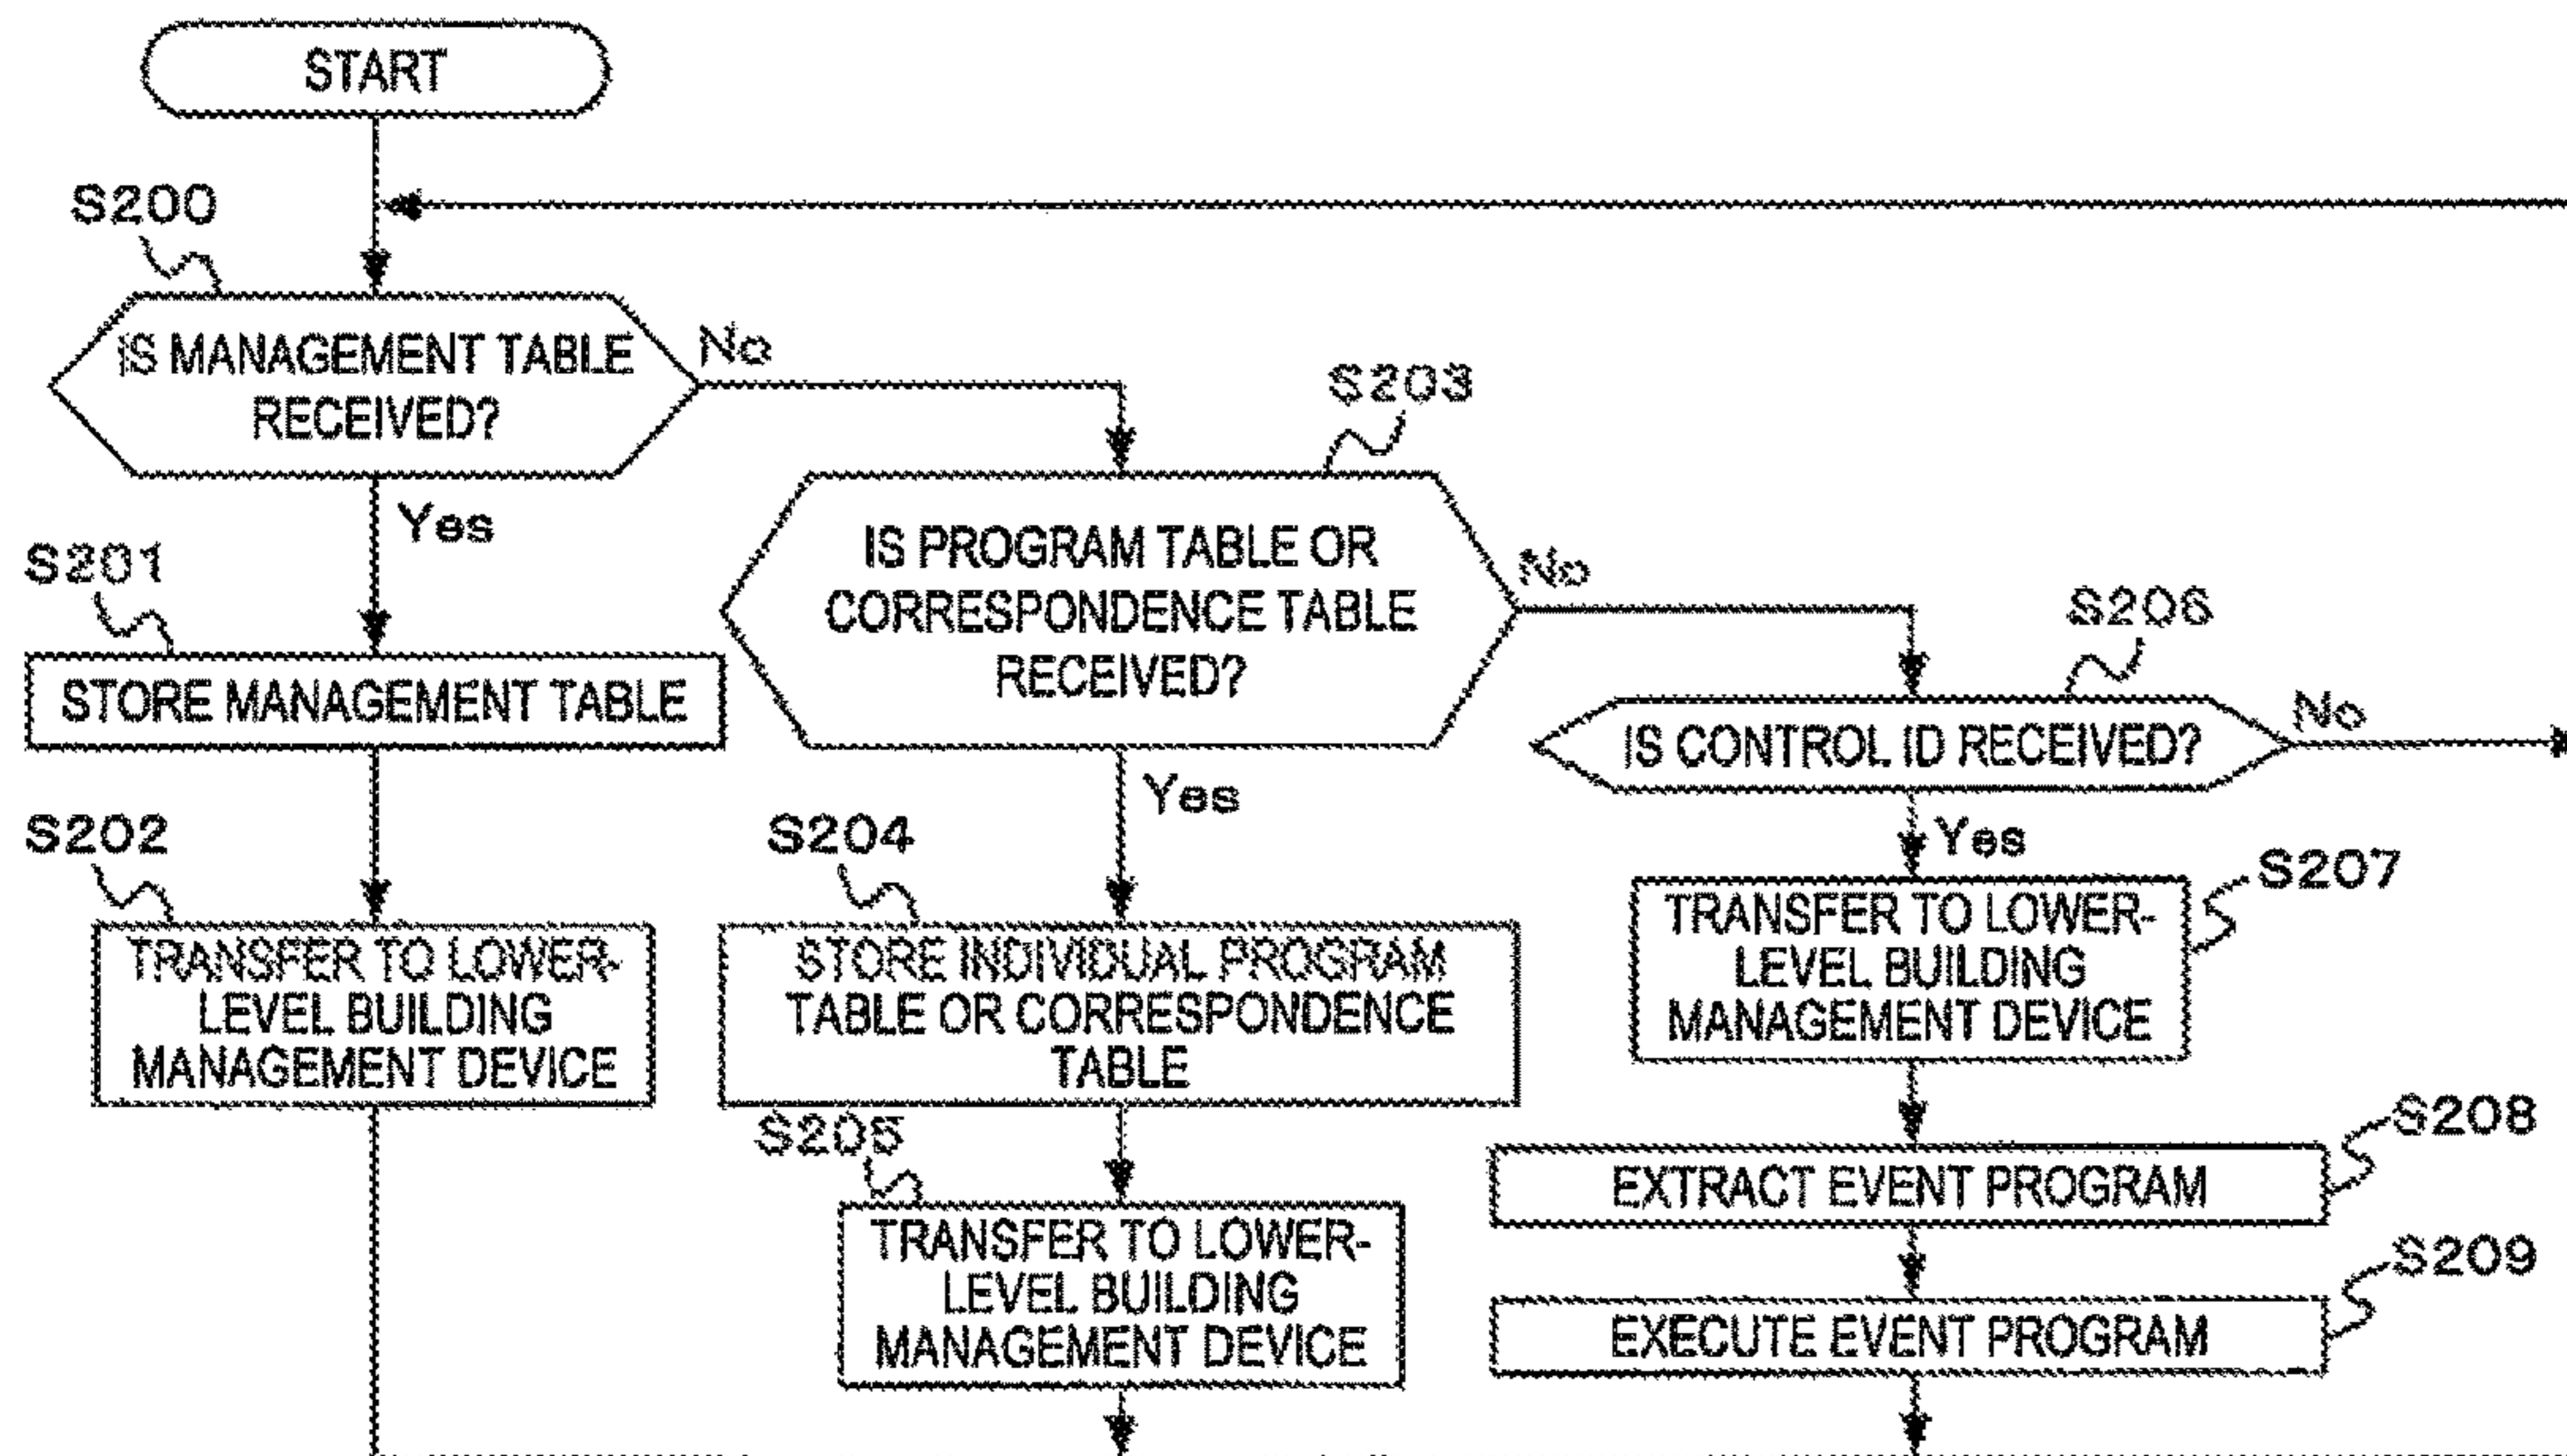 START
S200
IS MANAGEMENT TABLE
RECEIVED?
No
Yes
S201
STORE MANAGEMENT TABLE
S202
TRANSFER TO LOWER-
LEVEL BUILDING
MANAGEMENT DEVICE
S203
IS PROGRAM TABLE OR
CORRESPONDENCE TABLE
RECEIVED?
No
Yes
S204
STORE INDIVIDUAL PROGRAM
TABLE OR CORRESPONDENCE
TABLE
S205
TRANSFER TO LOWER-
LEVEL BUILDING
MANAGEMENT DEVICE
S206
IS CONTROL ID RECEIVED?
No
Yes
S207
TRANSFER TO LOWER-
LEVEL BUILDING
MANAGEMENT DEVICE
S208
EXTRACT EVENT PROGRAM
S209
EXECUTE EVENT PROGRAM